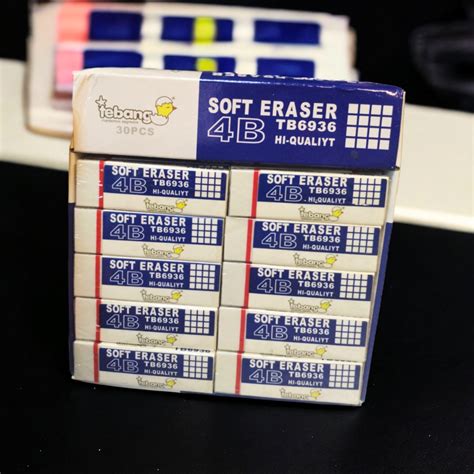 tebang
30PCS
SOFT ERASER
4B TB6936
HI-QUALIYT
SOFT ERASER
4B TB6936
HI-QUALIYT
tebang
SOFT ERASER
4B TB6936
HI-QUALIYT
tebang
SOFT ERASER
4B TB6936
HI-QUALIYT
tebang
SOFT ERASER
4B TB6936
HI-QUALIYT
tebang
SOFT ERASER
4B TB6936
HI-QUALIYT
tebang
SOFT ERASER
4B TB6936
HI-QUALIYT
tebang
SOFT ERASER
4B TB6936
HI-QUALIYT
tebang
SOFT ERASER
4B TB6936
HI-QUALIYT
tebang
SOFT ERASER
4B TB6936
HI-QUALIYT
tebang
SOFT ERASER
4B TB6936
HI-QUALIYT
tebang